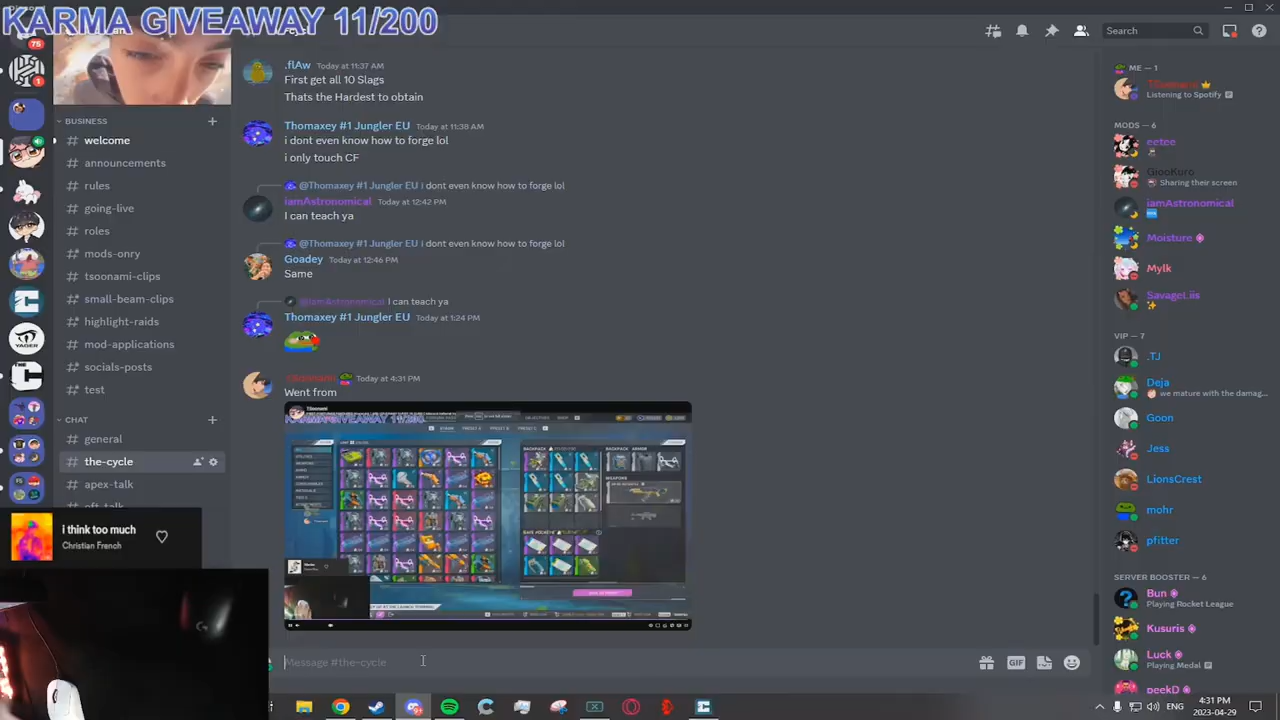 KARMA GIVEAWAY 11/200
Search
75
1
BUSINESS
welcome
announcements
rules
going-live
roles
mods-onry
tsoonami-clips
small-beam-clips
highlight-raids
mod-applications
socials-posts
test
CHAT
general
the-cycle
apex-talk
i think too much
Christian French
.flAw Today at 11:37 AM
First get all 10 Slags
Thats the Hardest to obtain
Thomaxey #1 Jungler EU Today at 11:38 AM
i dont even know how to forge lol
i only touch CF
@Thomaxey #1 Jungler EU i dont even know how to forge lol
iamAstronomical Today at 12:42 PM
I can teach ya
@Thomaxey #1 Jungler EU i dont even know how to forge lol
Goadey Today at 12:46 PM
Same
@iamAstronomical I can teach ya
Thomaxey #1 Jungler EU Today at 1:24 PM
Today at 4:31 PM
Went from
Message #the-cycle
GIF
ME — 1
Listening to Spotify
MODS — 6
eetee
GiooKuro
Sharing their screen
iamAstronomical
Moisture
Mylk
SavageLiis
VIP — 7
.TJ
Deja
we mature with the damag...
Goon
Jess
LionsCrest
mohr
pfitter
SERVER BOOSTER — 6
Bun
Playing Rocket League
Kusuris
Luck
Playing Medal
peekD
YAGER
ENG
4:31 PM
2023-04-29